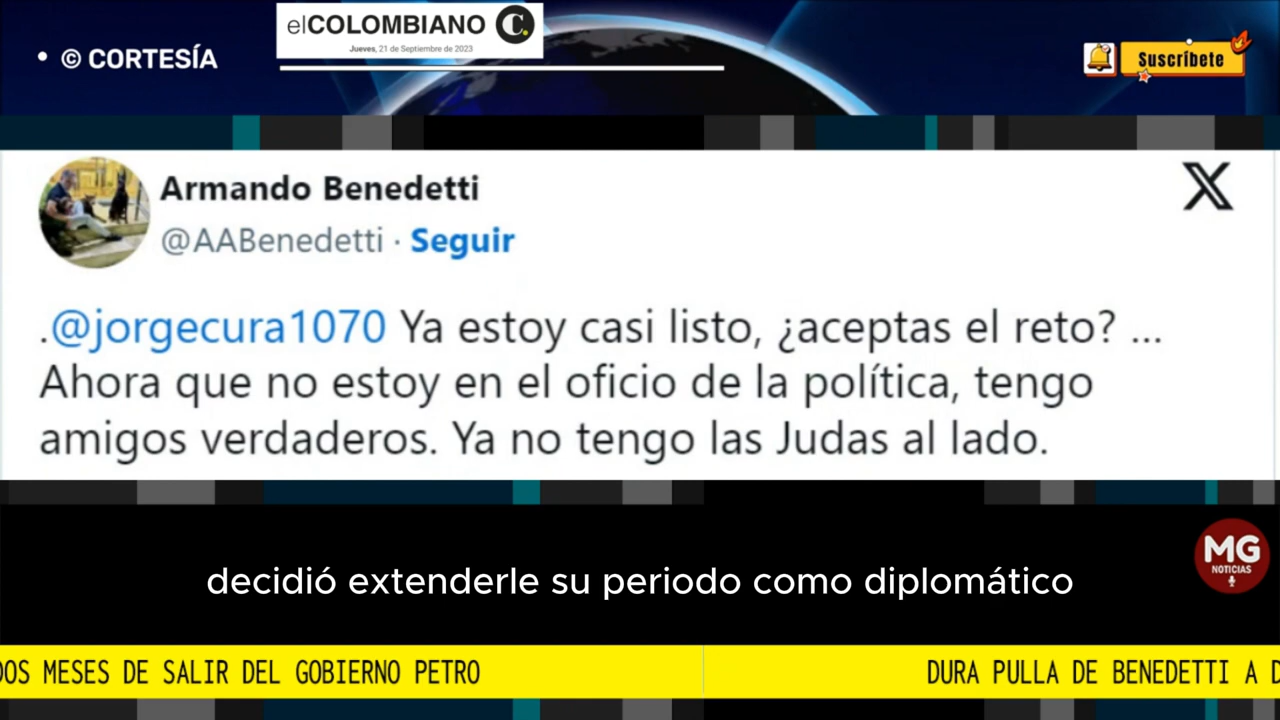 • © CORTESÍA
elCOLOMBIANO C.
Jueves, 21 de Septiembre de 2023
Suscríbete
Armando Benedetti
@AABenedetti · Seguir
.@jorgecura1070 Ya estoy casi listo, ¿aceptas el reto? ...
Ahora que no estoy en el oficio de la política, tengo
amigos verdaderos. Ya no tengo las Judas al lado.
MG
NOTICIAS
decidió extenderle su periodo como diplomático
MESES DE SALIR DEL GOBIERNO PETRO
DURA PULLA DE BENEDETTI A